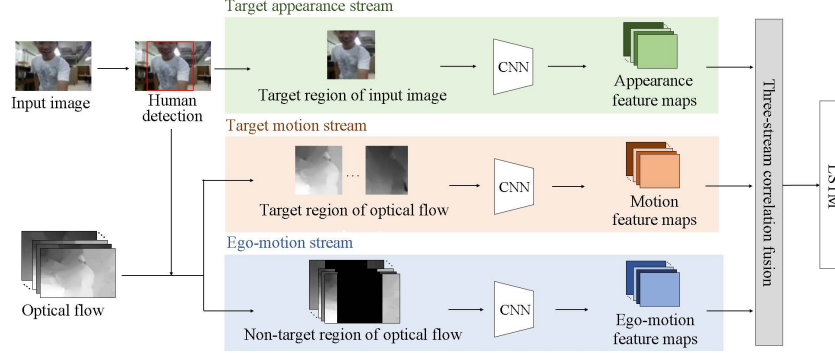 Target appearance stream
Input image
Human
detection
Target region of input image
CNN
Appearance
feature maps
Target motion stream
...
Target region of optical flow
CNN
Motion
feature maps
Optical flow
Ego-motion stream
Non-target region of optical flow
CNN
Ego-motion
feature maps
Three-stream correlation fusion
LSTM